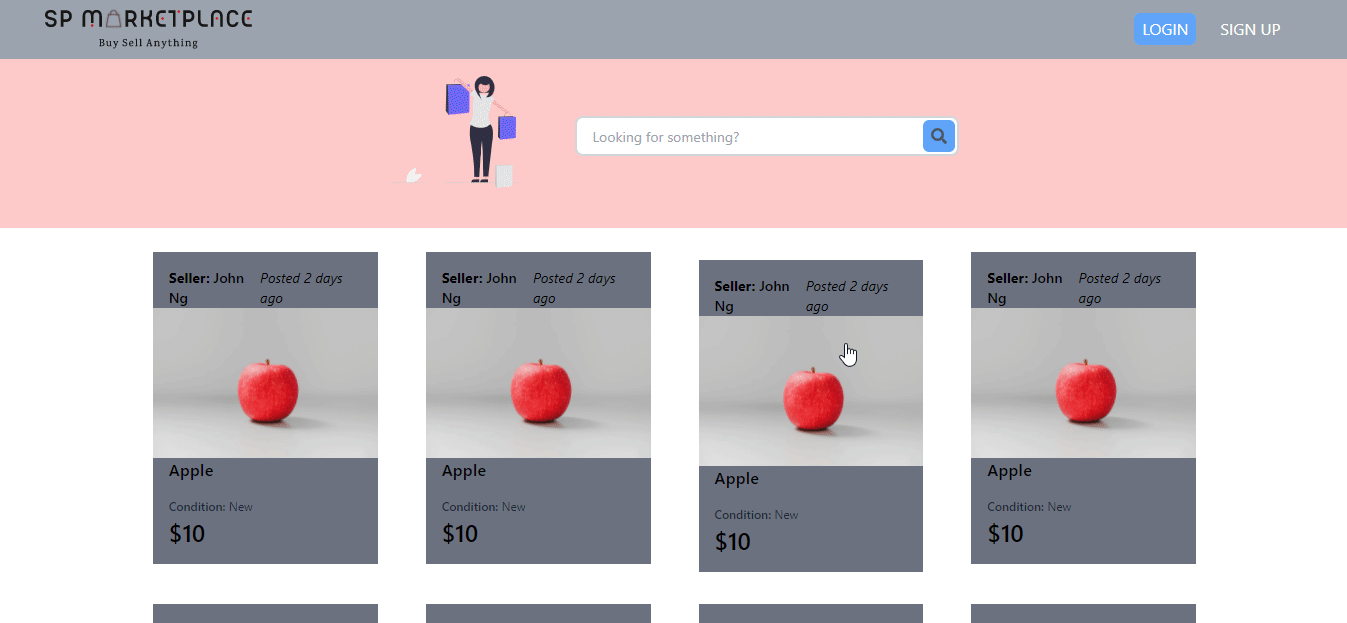 SP MARKETPLACE
Buy Sell Anything
LOGIN
SIGN UP
Looking for something?
Seller: John
Ng
Posted 2 days
ago
Apple
Condition: New
$10
Seller: John
Ng
Posted 2 days
ago
Apple
Condition: New
$10
Seller: John
Ng
Posted 2 days
ago
Apple
Condition: New
$10
Seller: John
Ng
Posted 2 days
ago
Apple
Condition: New
$10